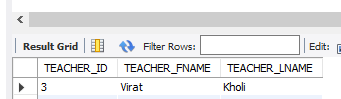 Result Grid Filter Rows: Edit:
TEACHER_ID TEACHER_FNAME TEACHER_LNAME
3 Virat Kholi